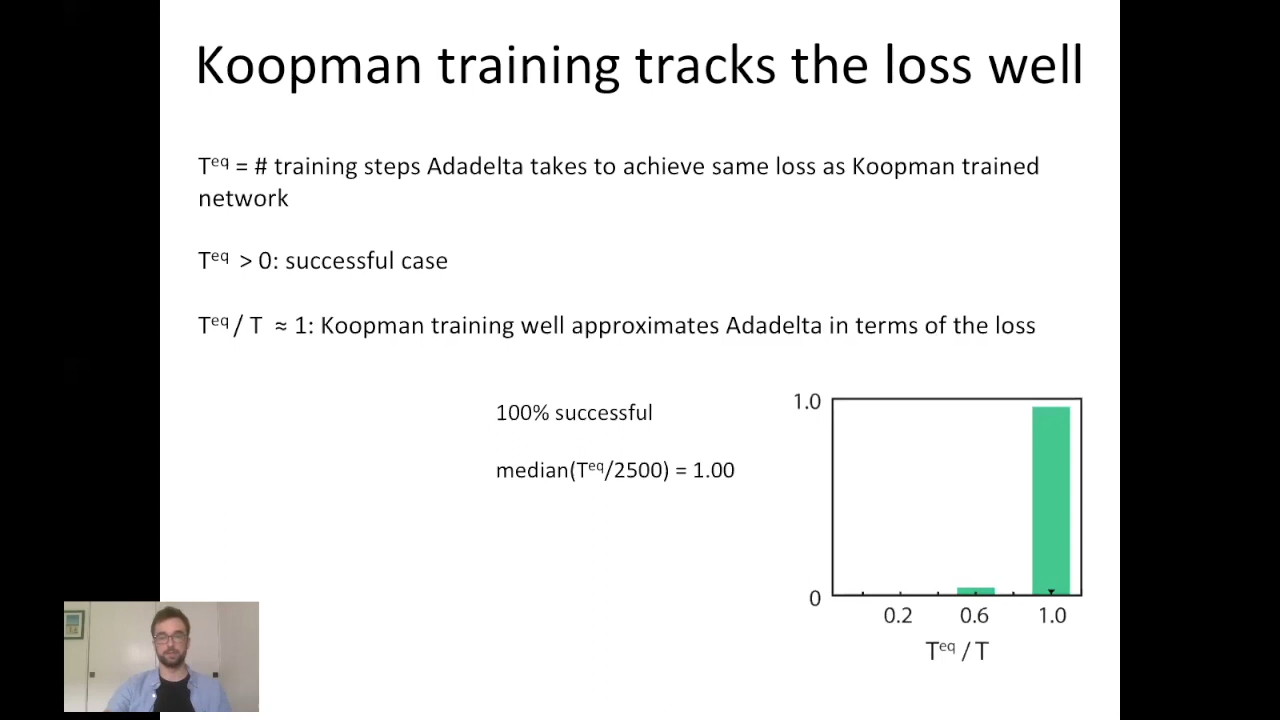 Koopman training tracks the loss well
Tᵉq = # training steps Adadelta takes to achieve same loss as Koopman trained
network
Tᵉq > 0: successful case
Tᵉq / T ≈ 1: Koopman training well approximates Adadelta in terms of the loss
100% successful
median(Tᵉq/2500) = 1.00
1.0
0
0.2 0.6 1.0
Tᵉq / T